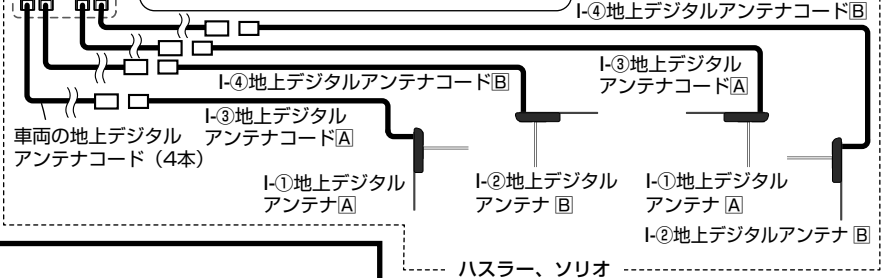 I-④地上デジタルアンテナコードB
I-③地上デジタル
アンテナコードA
I-④地上デジタルアンテナコードB
I-③地上デジタル
アンテナコードA
車両の地上デジタル
アンテナコード（4本）
I-①地上デジタル
アンテナA
I-②地上デジタル
アンテナ B
I-①地上デジタル
アンテナ A
I-②地上デジタルアンテナ B
ハスラー、ソリオ